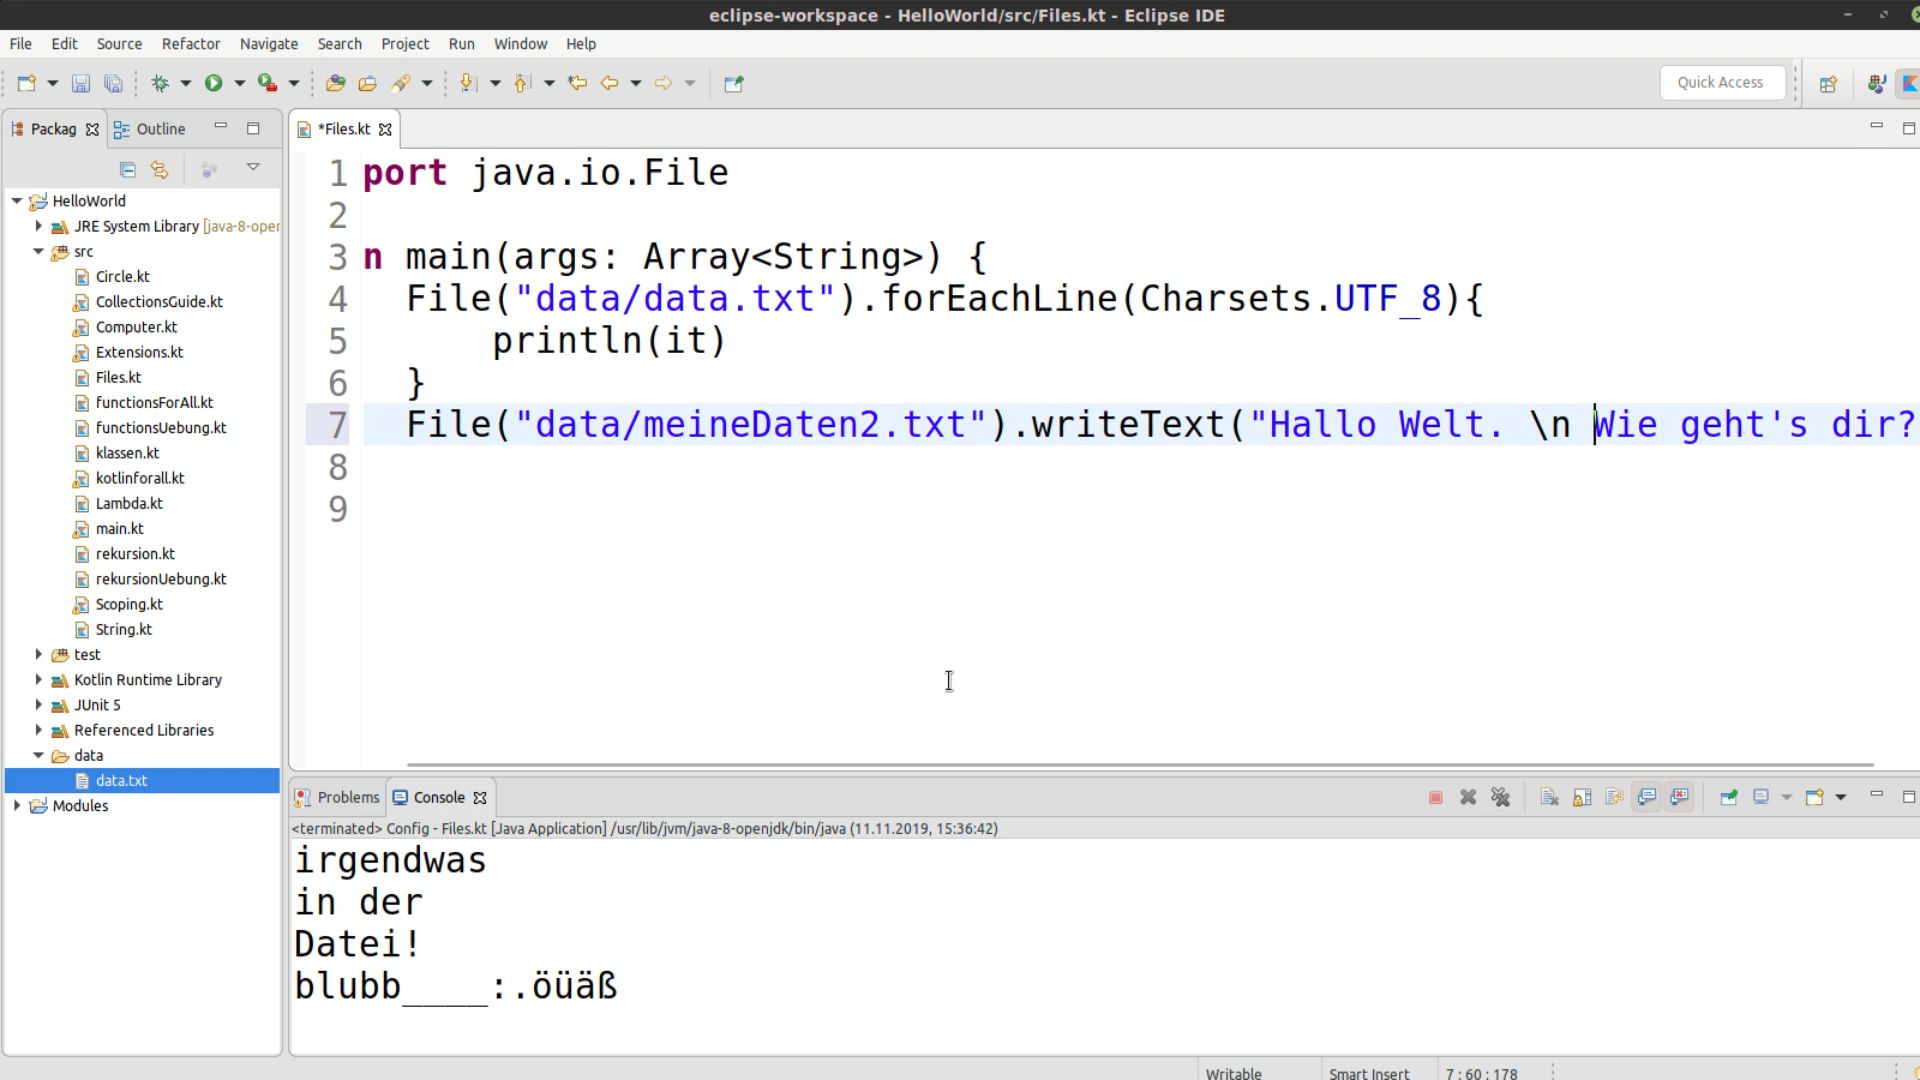 eclipse-workspace - HelloWorld/src/Files.kt - Eclipse IDE
File Edit Source Refactor Navigate Search Project Run Window Help
Quick Access
Packag
Outline
*Files.kt
HelloWorld
JRE System Library [java-8-oper
src
Circle.kt
CollectionsGuide.kt
Computer.kt
Extensions.kt
Files.kt
functionsForAll.kt
functionsUebung.kt
klassen.kt
kotlinforall.kt
Lambda.kt
main.kt
rekursion.kt
rekursionUebung.kt
Scoping.kt
String.kt
test
Kotlin Runtime Library
JUnit 5
Referenced Libraries
data
data.txt
Modules
1 port java.io.File
2
3 n main(args: Array<String>) {
4 File("data/data.txt").forEachLine(Charsets.UTF_8){
5 println(it)
6 }
7 File("data/meineDaten2.txt").writeText("Hallo Welt. \n Wie geht's dir?
8
9
Problems
Console
<terminated> Config - Files.kt [Java Application] /usr/lib/jvm/java-8-openjdk/bin/java (11.11.2019, 15:36:42)
irgendwas
in der
Datei!
blubb____:.öüäß
Writable
Smart Insert
7 : 60 : 178